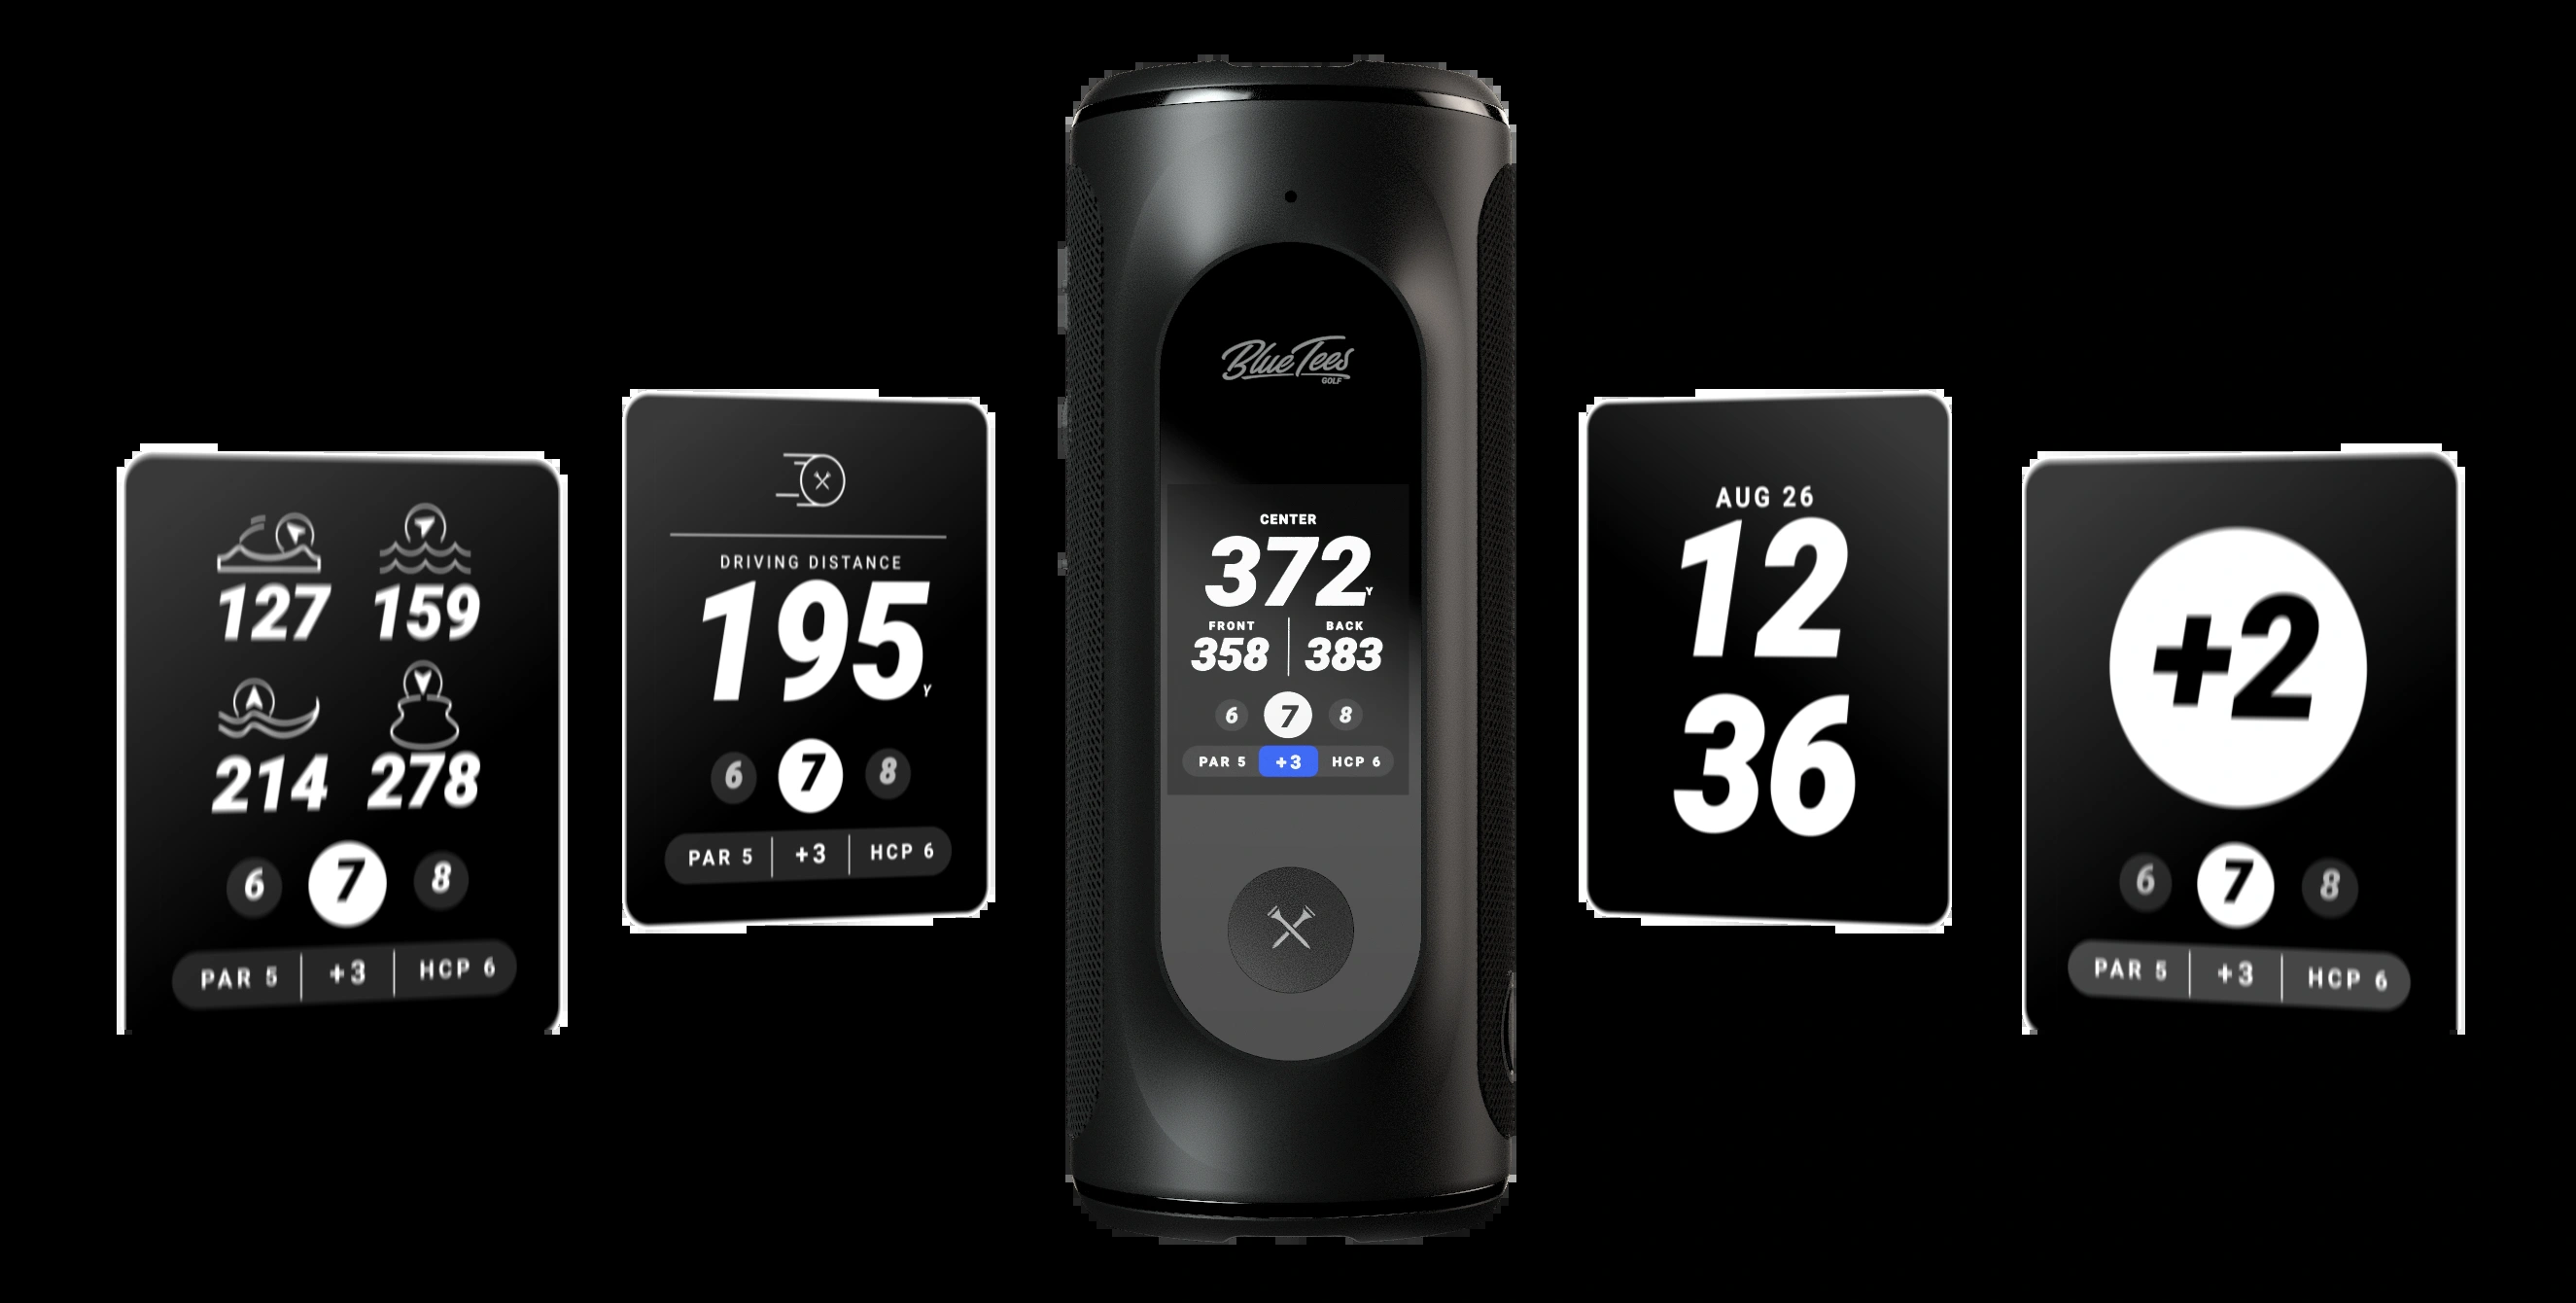 127 159
214 278
6 7 8
PAR 5 +3 HCP 6
DRIVING DISTANCE
195Y
6 7 8
PAR 5 +3 HCP 6
Blue Tees
GOLF
CENTER
372Y
FRONT BACK
358 383
6 7 8
PAR 5 +3 HCP 6
AUG 26
12
36
+2
6 7 8
PAR 5 +3 HCP 6